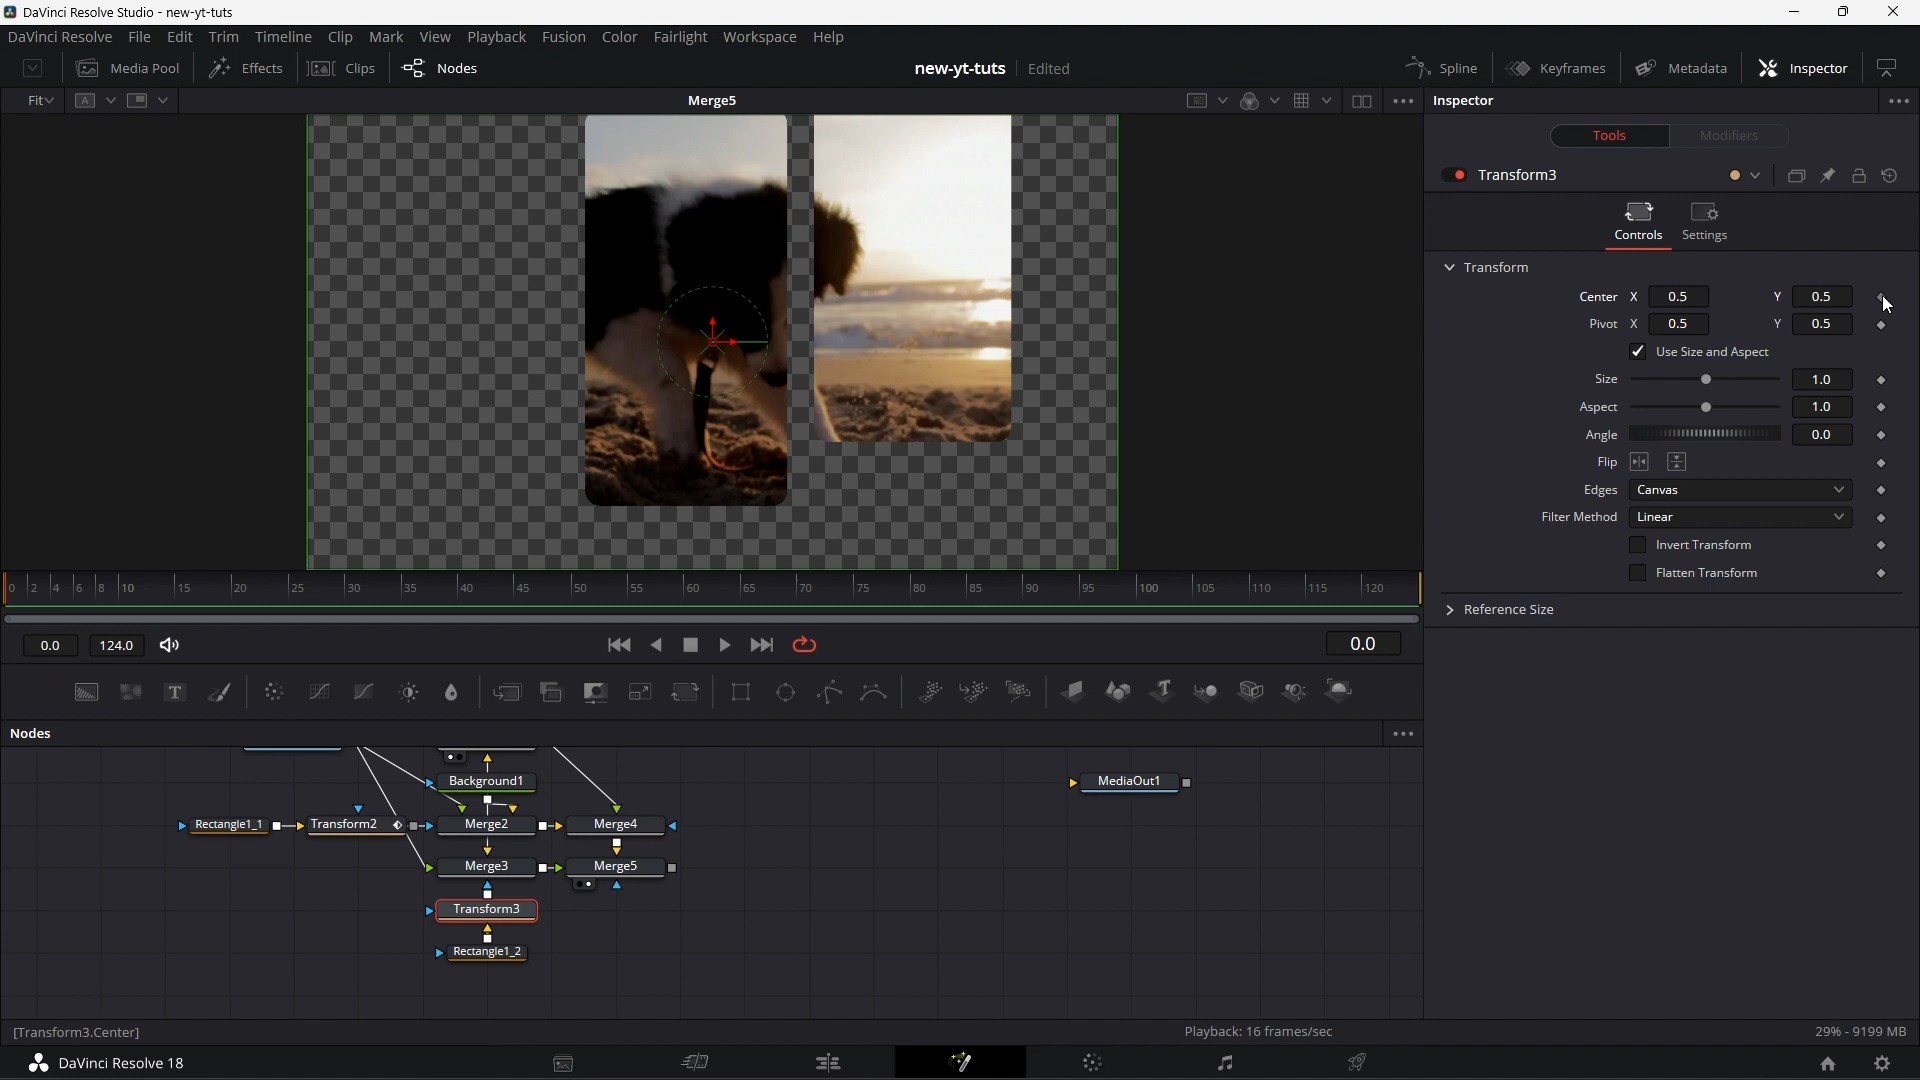 DaVinci Resolve Studio - new-yt-tuts
DaVinci Resolve File Edit Trim Timeline Clip Mark View Playback Fusion Color Fairlight Workspace Help
Media Pool Effects Clips Nodes new-yt-tuts Edited Spline Keyframes Metadata Inspector
Fit A Merge5 Inspector
Tools Modifiers
Transform3
Controls Settings
Transform
Center X 0.5 Y 0.5
Pivot X 0.5 Y 0.5
Use Size and Aspect
Size 1.0
Aspect 1.0
Angle 0.0
Flip
Edges Canvas
Filter Method Linear
Invert Transform
Flatten Transform
Reference Size
0 2 4 6 8 10 15 20 25 30 35 40 45 50 55 60 65 70 75 80 85 90 95 100 105 110 115 120
0.0 124.0 0.0
T T
Nodes
Background1 MediaOut1
Rectangle1_1 Transform2 Merge2 Merge4
Merge3 Merge5
Transform3
Rectangle1_2
[Transform3.Center] Playback: 16 frames/sec 29% - 9199 MB
DaVinci Resolve 18